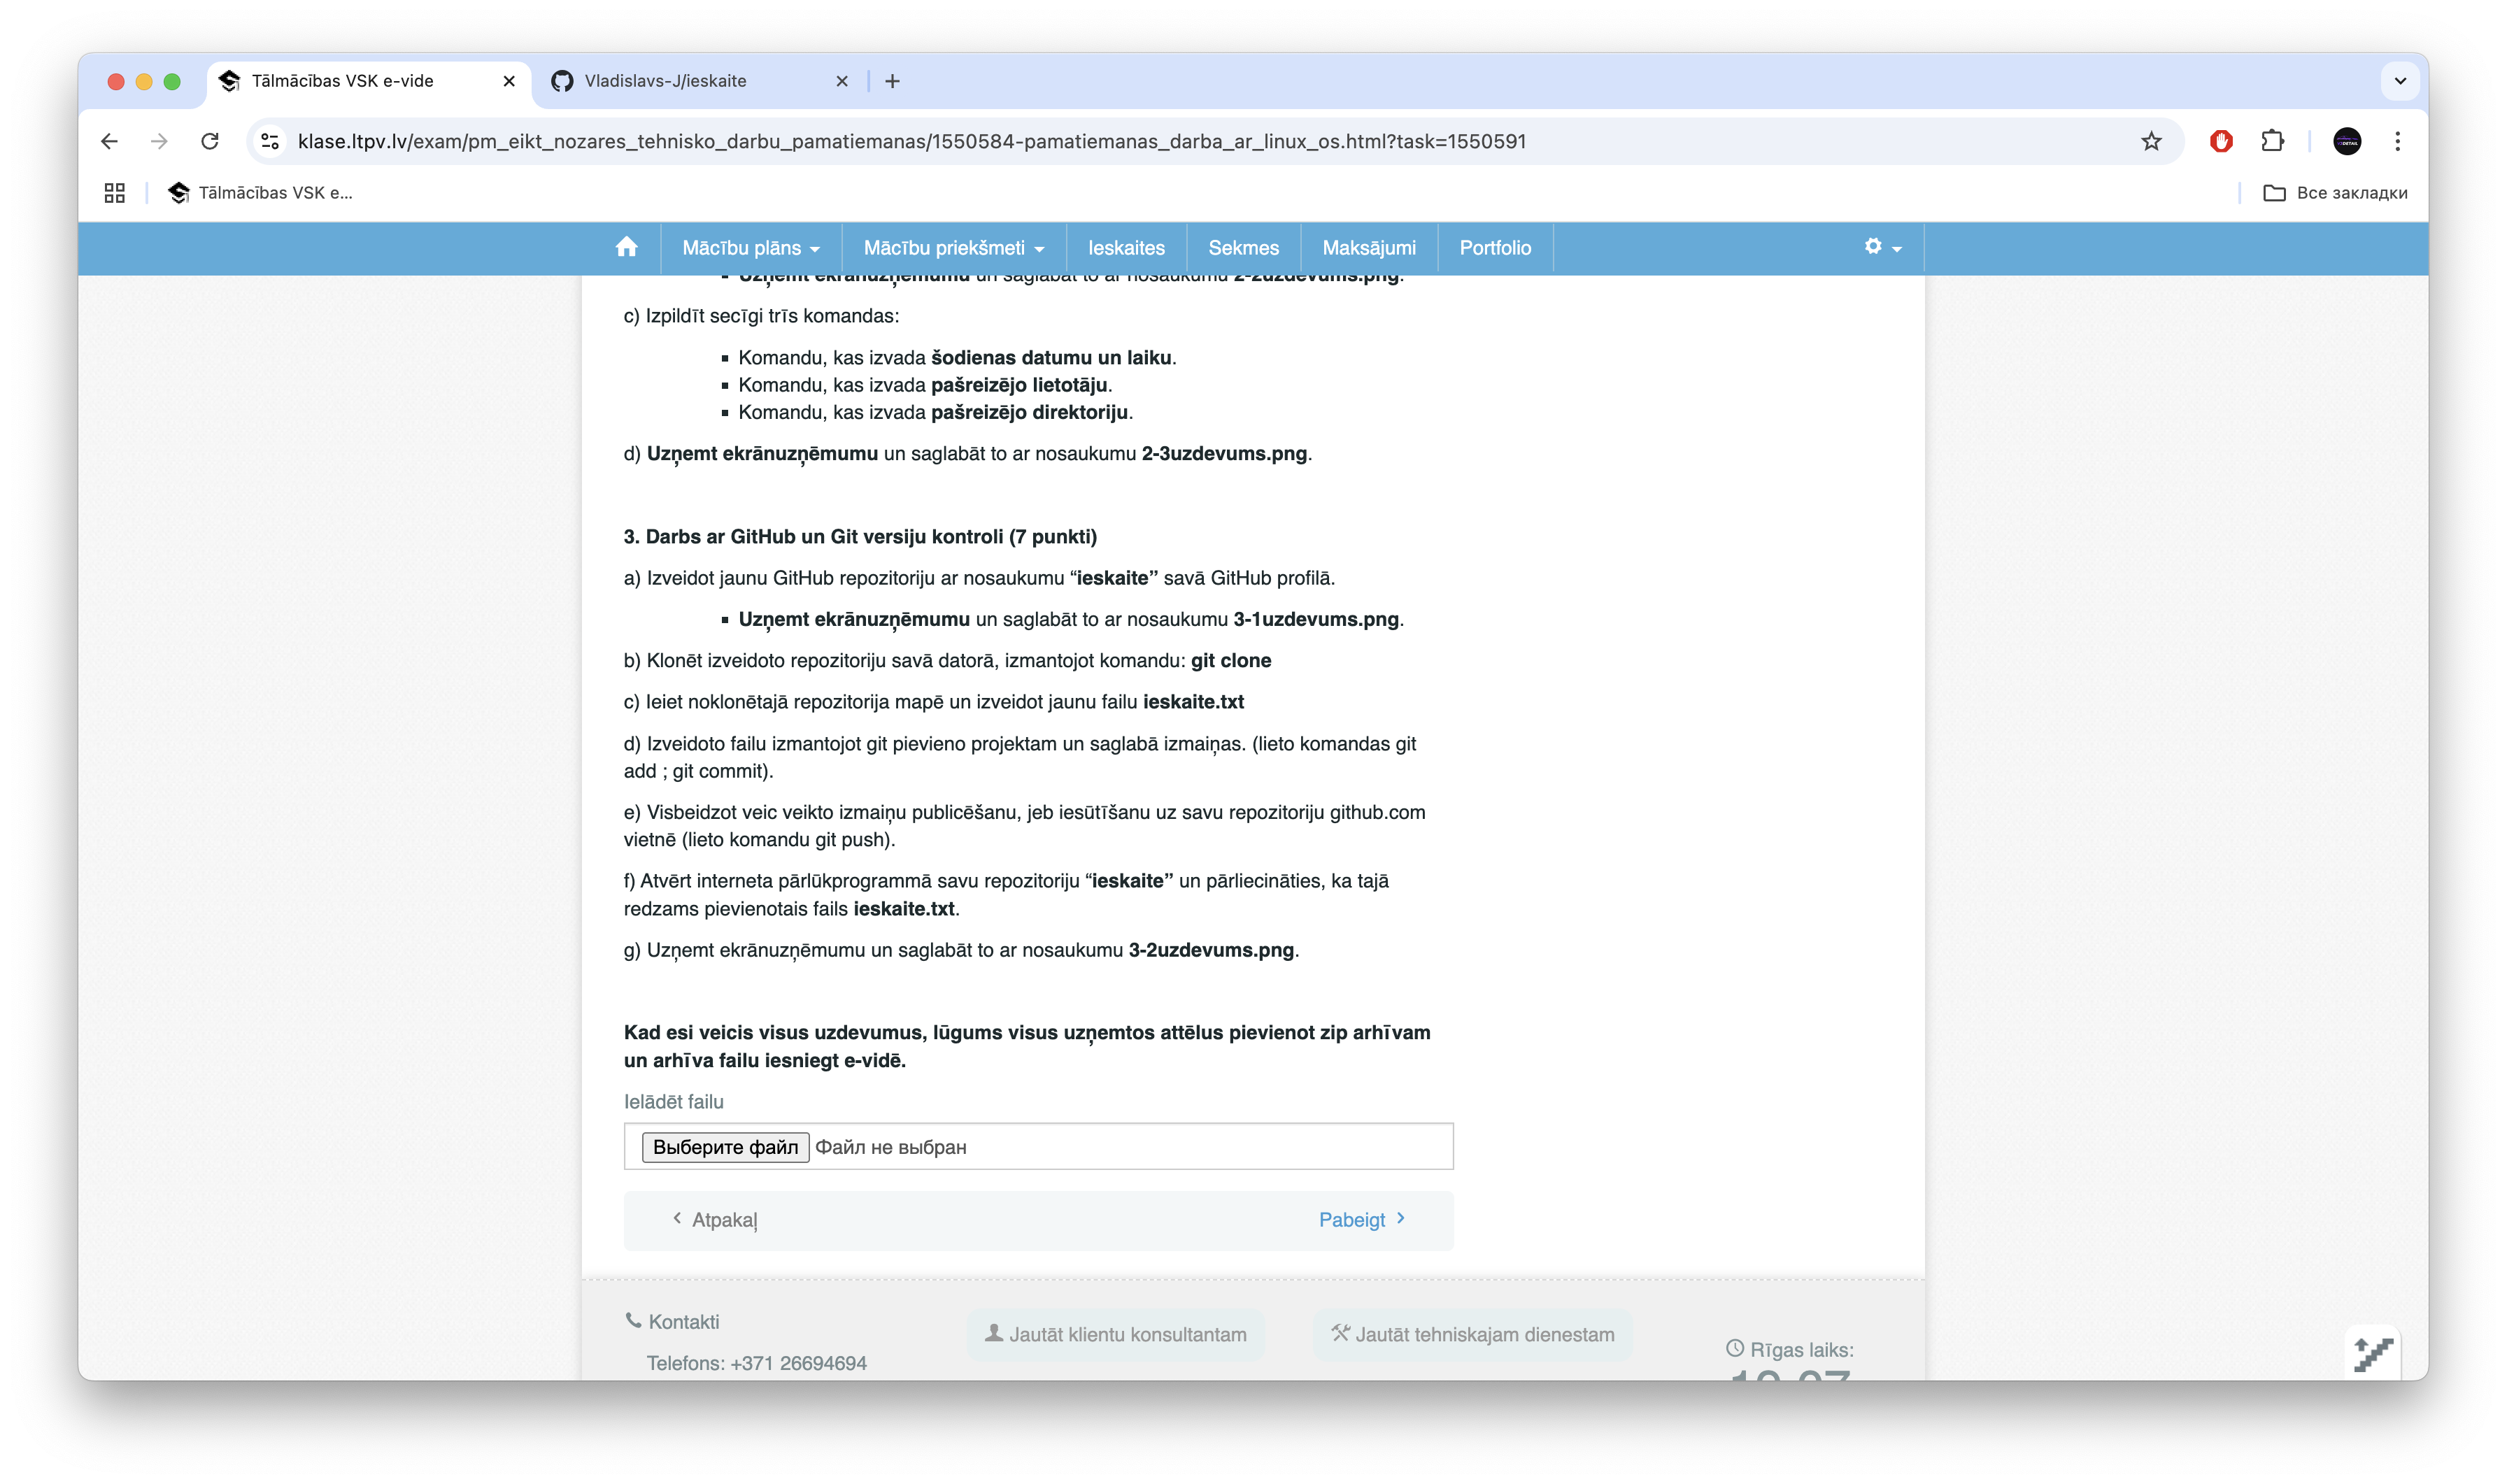 Tālmācības VSK e-vide
Vladislavs-J/ieskaite
klase.ltpv.lv/exam/pm_eikt_nozares_tehnisko_darbu_pamatiemanas/1550584-pamatiemanas_darba_ar_linux_os.html?task=1550591
Tālmācības VSK e...
Все закладки
Mācību plāns
Mācību priekšmeti
Ieskaites
Sekmes
Maksājumi
Portfolio
Uzņemt ekrānuzņēmumu un saglabāt to ar nosaukumu 2-2uzdevums.png.
c) Izpildīt secīgi trīs komandas:
▪ Komandu, kas izvada šodienas datumu un laiku.
▪ Komandu, kas izvada pašreizējo lietotāju.
▪ Komandu, kas izvada pašreizējo direktoriju.
d) Uzņemt ekrānuzņēmumu un saglabāt to ar nosaukumu 2-3uzdevums.png.
3. Darbs ar GitHub un Git versiju kontroli (7 punkti)
a) Izveidot jaunu GitHub repozitoriju ar nosaukumu “ieskaite” savā GitHub profilā.
▪ Uzņemt ekrānuzņēmumu un saglabāt to ar nosaukumu 3-1uzdevums.png.
b) Klonēt izveidoto repozitoriju savā datorā, izmantojot komandu: git clone
c) Ieiet noklonētajā repozitorija mapē un izveidot jaunu failu ieskaite.txt
d) Izveidoto failu izmantojot git pievieno projektam un saglabā izmaiņas. (lieto komandas git
add ; git commit).
e) Visbeidzot veic veikto izmaiņu publicēšanu, jeb iesūtīšanu uz savu repozitoriju github.com
vietnē (lieto komandu git push).
f) Atvērt interneta pārlūkprogrammā savu repozitoriju “ieskaite” un pārliecināties, ka tajā
redzams pievienotais fails ieskaite.txt.
g) Uzņemt ekrānuzņēmumu un saglabāt to ar nosaukumu 3-2uzdevums.png.
Kad esi veicis visus uzdevumus, lūgums visus uzņemtos attēlus pievienot zip arhīvam
un arhīva failu iesniegt e-vidē.
Ielādēt failu
Выберите файл Файл не выбран
Atpakaļ
Pabeigt
Kontakti
Jautāt klientu konsultantam
Jautāt tehniskajam dienestam
Rīgas laiks:
Telefons: +371 26694694